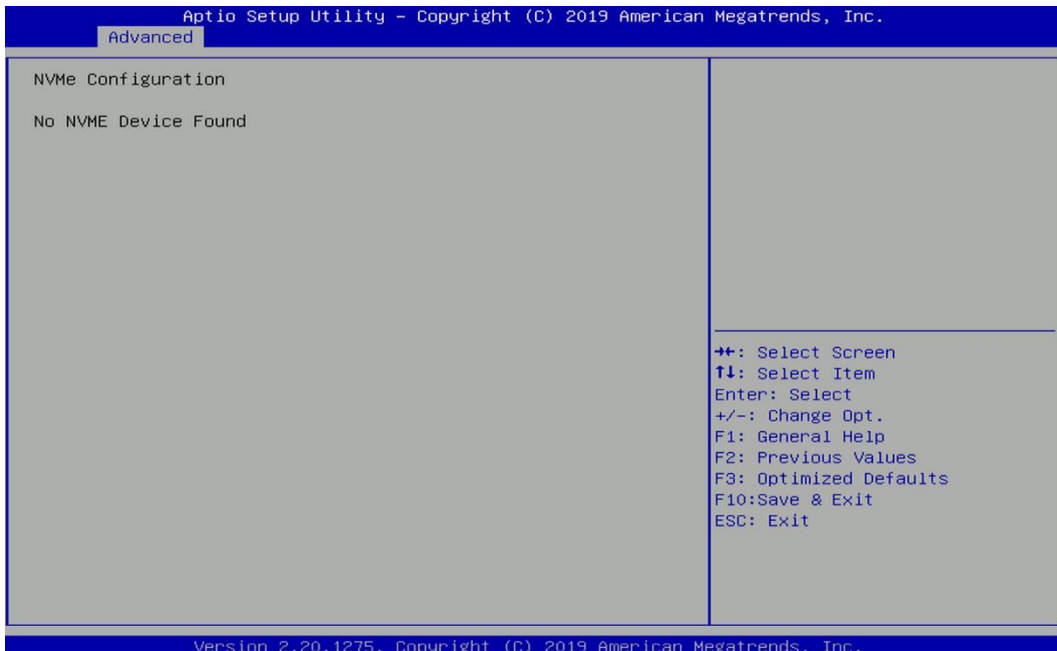 Aptio Setup Utility – Copyright (C) 2019 American Megatrends, Inc.
Advanced
NVMe Configuration
No NVME Device Found
→←: Select Screen
↑↓: Select Item
Enter: Select
+/-: Change Opt.
F1: General Help
F2: Previous Values
F3: Optimized Defaults
F10:Save & Exit
ESC: Exit
Version 2.20.1275. Copyright (C) 2019 American Megatrends, Inc.